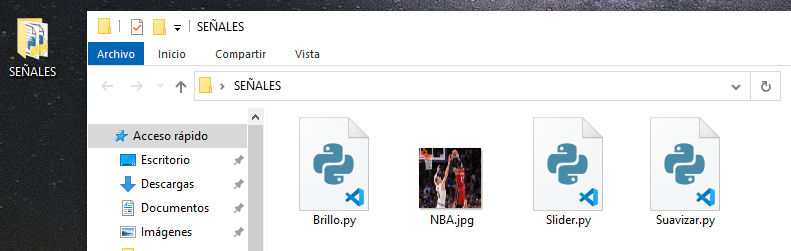 SEÑALES
SEÑALES
Archivo Inicio Compartir Vista
SEÑALES
Acceso rápido
Escritorio
Descargas
Documentos
Imágenes
Brillo.py NBA.jpg Slider.py Suavizar.py